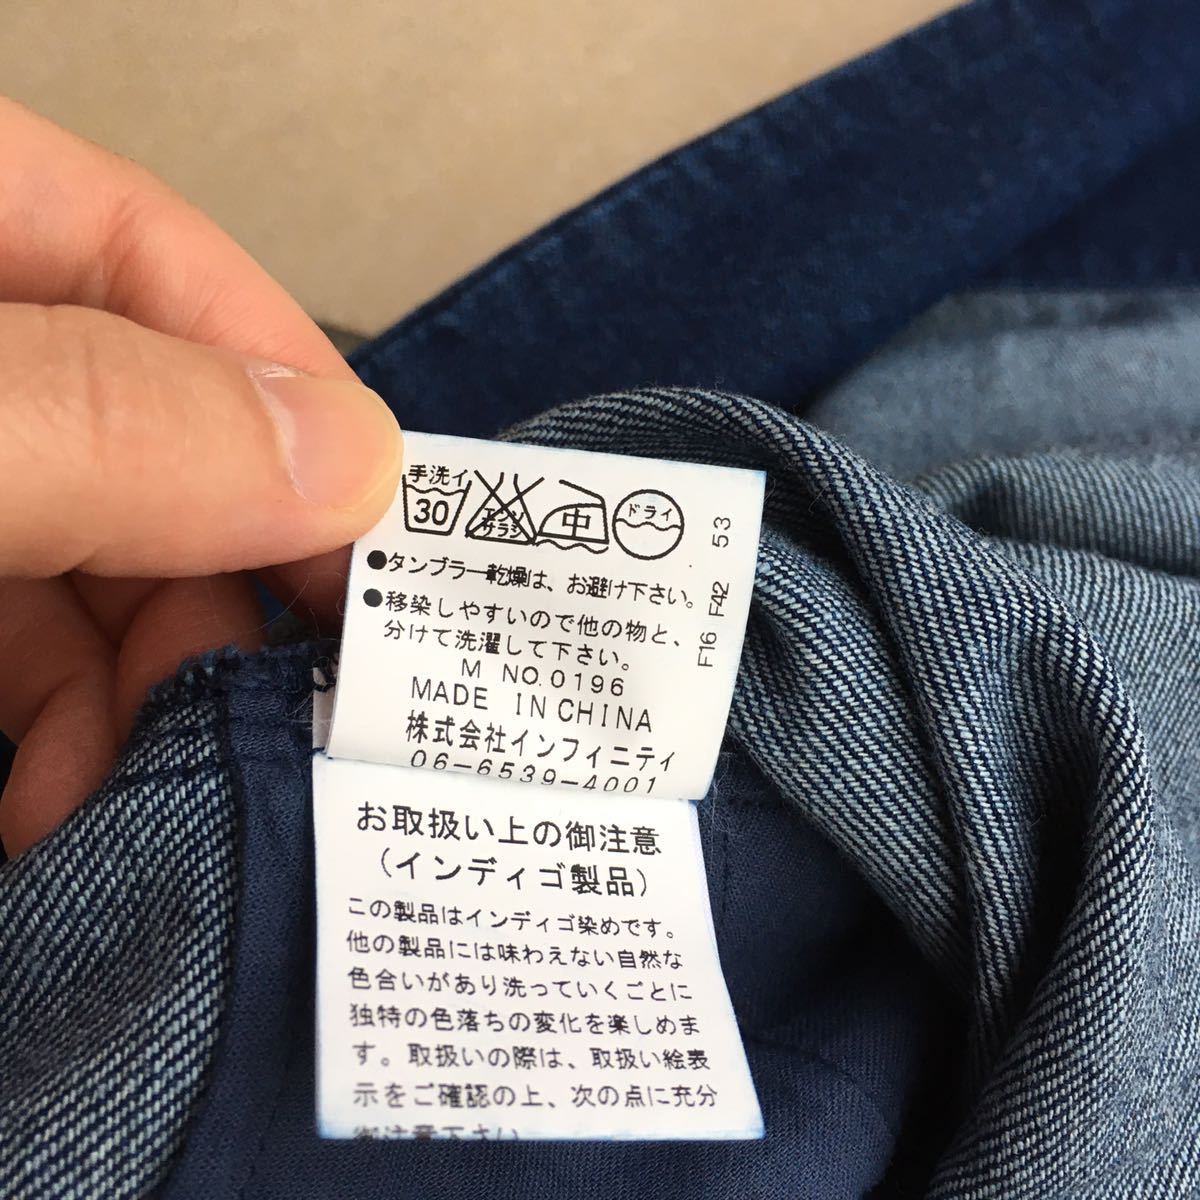 手洗イ
30
エンソ
サラシ
中
ドライ
●タンブラー乾燥は、お避け下さい。
●移染しやすいので他の物と、
分けて洗濯して下さい。
M NO.0196
MADE IN CHINA
株式会社インフィニティ
06-6539-4001
F16 F42 53
お取扱い上の御注意
（インディゴ製品）
この製品はインディゴ染めです。
他の製品には味わえない自然な
色合いがあり洗っていくごとに
独特の色落ちの変化を楽しめま
す。取扱いの際は、取扱い絵表
示をご確認の上、次の点に充分
御注意下さい